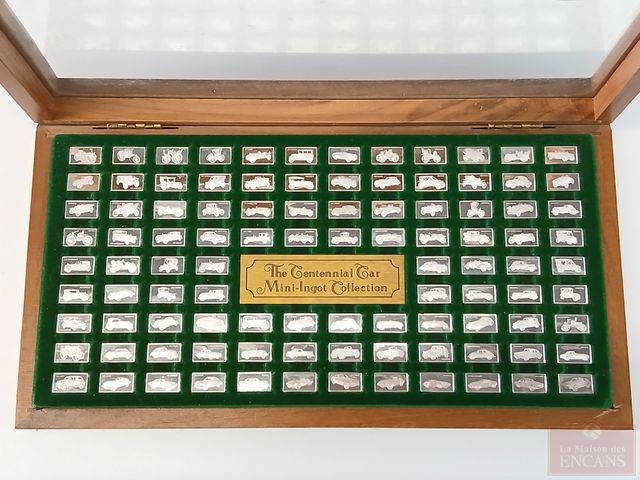 The Centennial Car
Mini-Ingot Collection
La Maison des
ENCANS